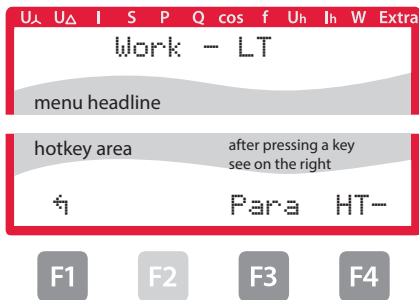 U⅄ U△ I S P Q cos f Uh Ih W Extra
Work - LT
menu headline
hotkey area
after pressing a key
see on the right
↰ Para HT-
F1 F2 F3 F4